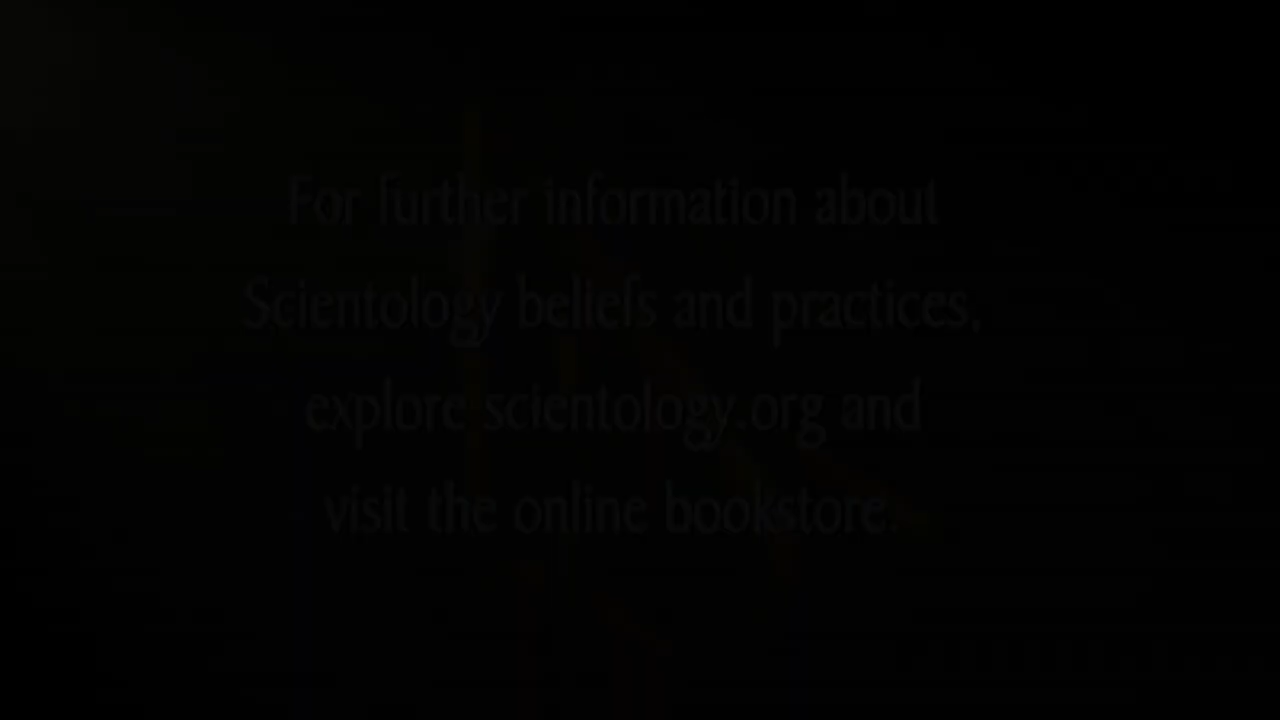 For further information about
Scientology beliefs and practices,
explore scientology.org and
visit the online bookstore.